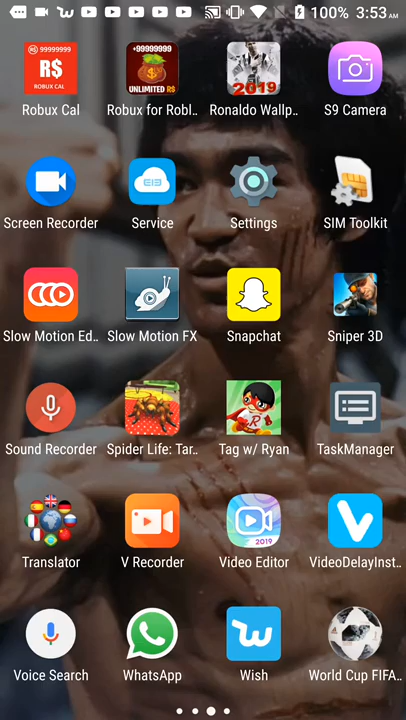 100% 3:53 AM
R$ 99999999
R$
ROBUX CAL
+99999999
UNLIMITED R$
2019
Robux Cal
Robux for Robl..
Ronaldo Wallp..
S9 Camera
Screen Recorder
Service
Settings
SIM Toolkit
Slow Motion Ed..
Slow Motion FX
Snapchat
Sniper 3D
Sound Recorder
Spider Life: Tar..
Tag w/ Ryan
TaskManager
2019
Translator
V Recorder
Video Editor
VideoDelayInst..
Voice Search
WhatsApp
Wish
World Cup FIFA..